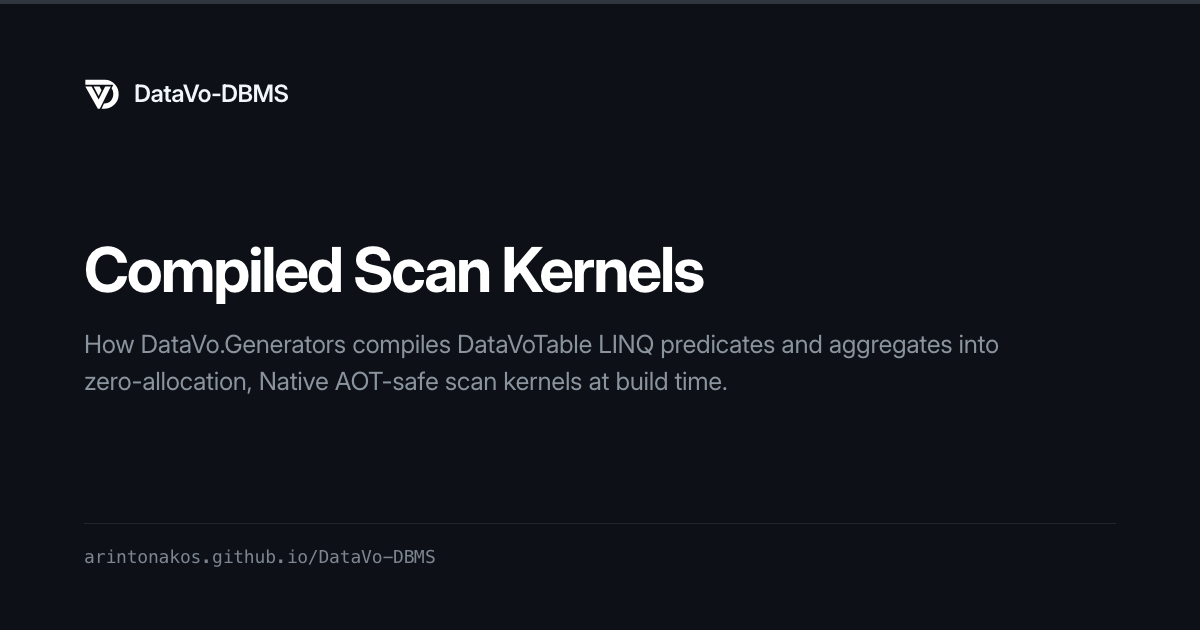 DataVo-DBMS
Compiled Scan Kernels
How DataVo.Generators compiles DataVoTable LINQ predicates and aggregates into
zero-allocation, Native AOT-safe scan kernels at build time.
arintonakos.github.io/DataVo-DBMS